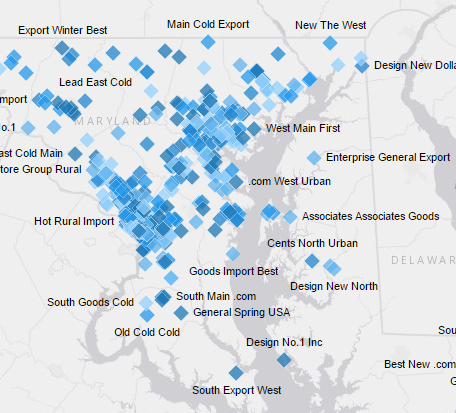 Main Cold Export
New The West
Export Winter Best
Design New Dolla
Lead East Cold
mport
MARYLAND
No.1
West Main First
ast Cold Main
Enterprise General Export
tore Group Rural
.com West Urban
Hot Rural Import
Associates Associates Goods
Cents North Urban
DELAWAR
Goods Import Best
Design New North
South Goods Cold
South Main .com
General Spring USA
Old Cold Cold
Sout
Design No.1 Inc
Best New .com
South Export West
G